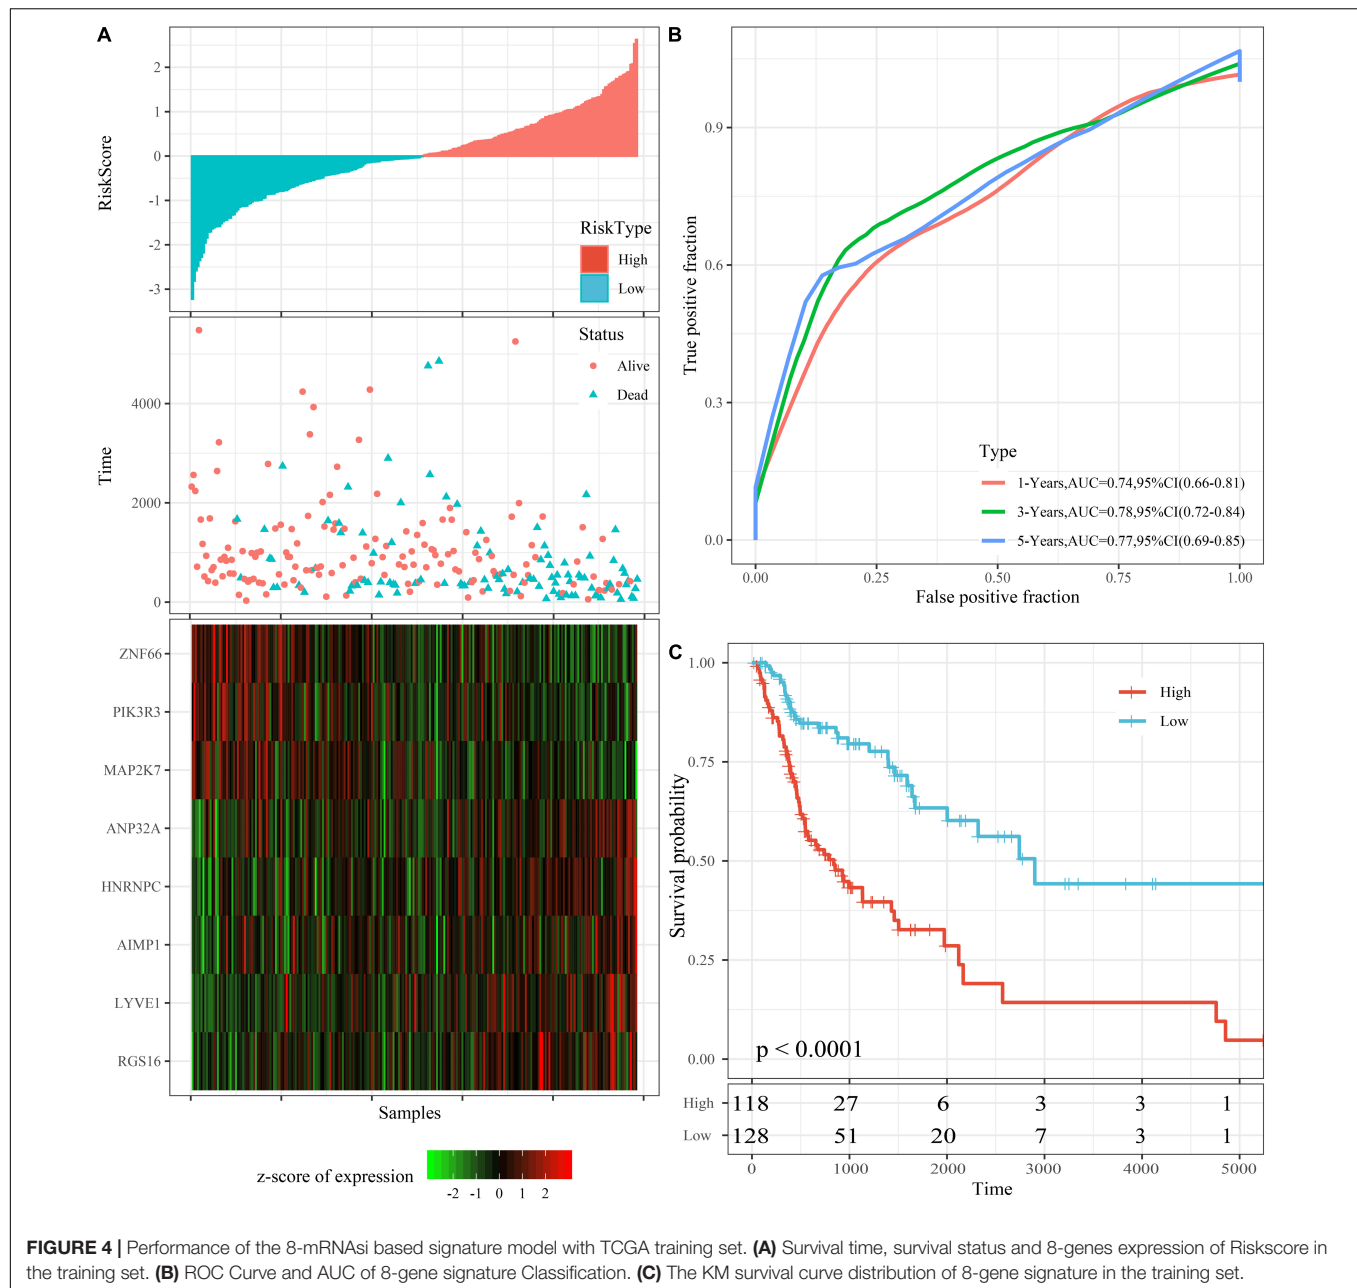 A
RiskScore
2
1
0
-1
-2
-3
RiskType
High
Low
Time
4000
2000
0
Status
Alive
Dead
ZNF66
PIK3R3
MAP2K7
ANP32A
HNRNPC
AIMP1
LYVE1
RGS16
Samples
z-score of expression
-2 -1 0 1 2
B
True positive fraction
0.9
0.6
0.3
0.0
Type
1-Years,AUC=0.74,95%CI(0.66-0.81)
3-Years,AUC=0.78,95%CI(0.72-0.84)
5-Years,AUC=0.77,95%CI(0.69-0.85)
0.00 0.25 0.50 0.75 1.00
False positive fraction
C
Survival probability
1.00
0.75
0.50
0.25
0.00
High
Low
p < 0.0001
High 118 27 6 3 3 1
Low 128 51 20 7 3 1
0 1000 2000 3000 4000 5000
Time
FIGURE 4 | Performance of the 8-mRNAsi based signature model with TCGA training set. (A) Survival time, survival status and 8-genes expression of Riskscore in
the training set. (B) ROC Curve and AUC of 8-gene signature Classification. (C) The KM survival curve distribution of 8-gene signature in the training set.